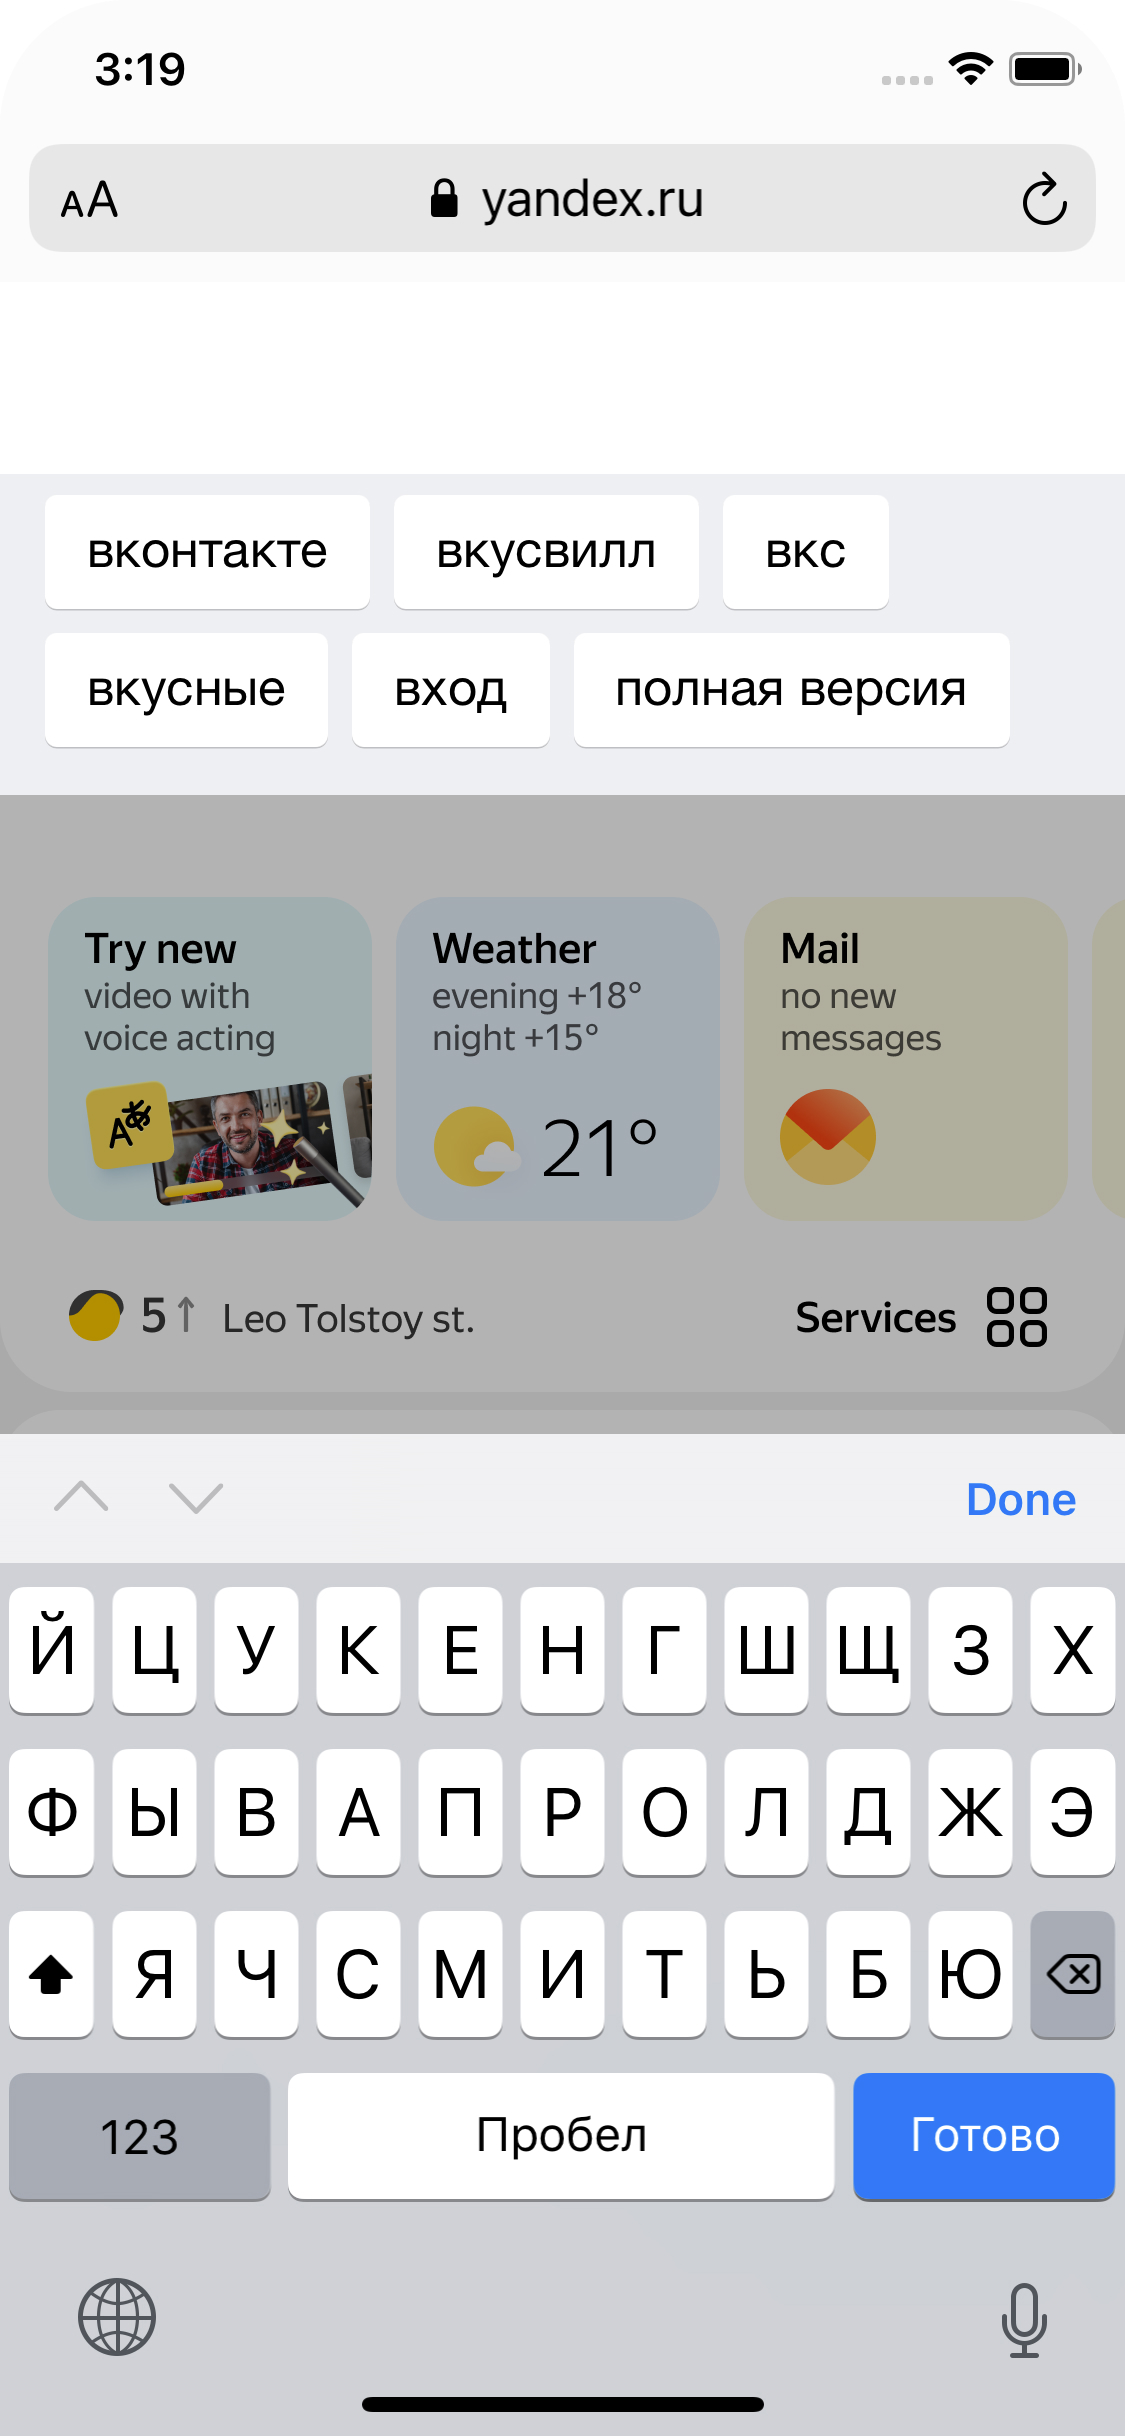 3:19
AA yandex.ru
вконтакте вкусвилл вкс
вкусные вход полная версия
Try new
video with
voice acting
Weather
evening +18°
night +15°
21°
Mail
no new
messages
5↑ Leo Tolstoy st.
Services
Done
Й Ц У К Е Н Г Ш Щ З Х
Ф Ы В А П Р О Л Д Ж Э
Я Ч С М И Т Ь Б Ю
123 Пробел Готово